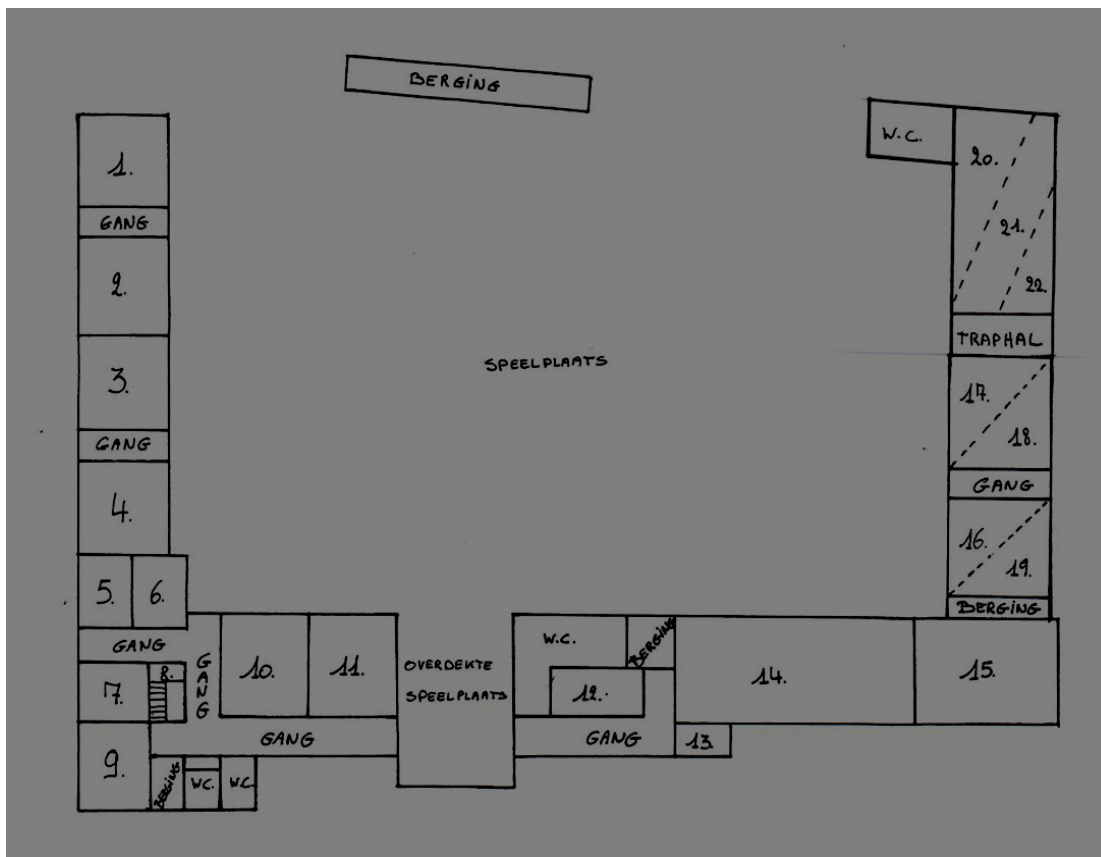 BERGING
1.
GANG
2.
3.
GANG
4.
5.
6.
GANG
7.
8.
GANG
9.
BERGING
W.C.
W.C.
10.
11.
GANG
OVERDEKTE
SPEELPLAATS
SPEELPLAATS
W.C.
BERGING
12.
GANG
13.
14.
15.
W.C.
20.
21.
22.
TRAPHAL
17.
18.
GANG
16.
19.
BERGING